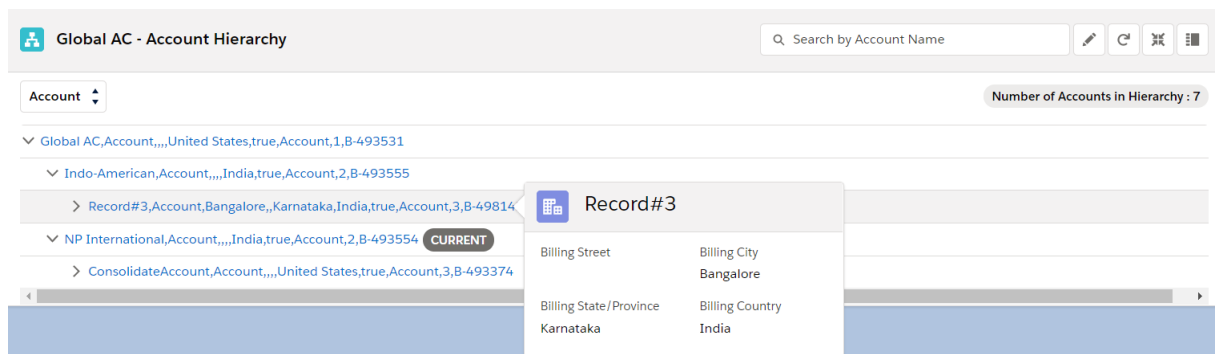 Global AC - Account Hierarchy
Search by Account Name
Account
Number of Accounts in Hierarchy : 7
Global AC,Account,,,,United States,true,Account,1,B-493531
Indo-American,Account,,,,India,true,Account,2,B-493555
Record#3,Account,Bangalore,,Karnataka,India,true,Account,3,B-49814
NP International,Account,,,,India,true,Account,2,B-493554 CURRENT
ConsolidateAccount,Account,,,,United States,true,Account,3,B-493374
Record#3
Billing Street Billing City
Bangalore
Billing State/Province Billing Country
Karnataka India